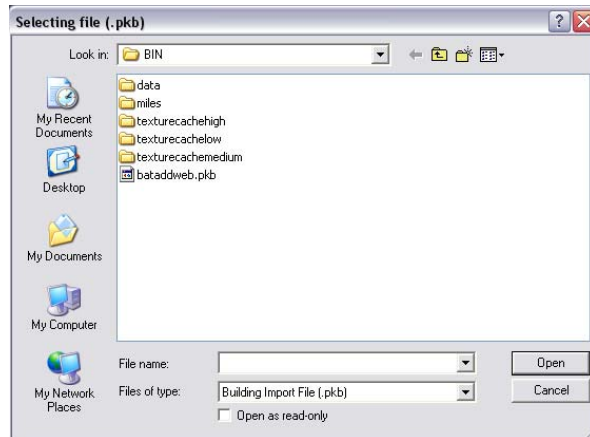 Selecting file (.pkb)
Look in: BIN
My Recent
Documents
Desktop
My Documents
My Computer
My Network
Places
data
miles
texturecachehigh
texturecachelow
texturecachemedium
bataddweb.pkb
File name:
Open
Files of type: Building Import File (.pkb)
Cancel
Open as read-only